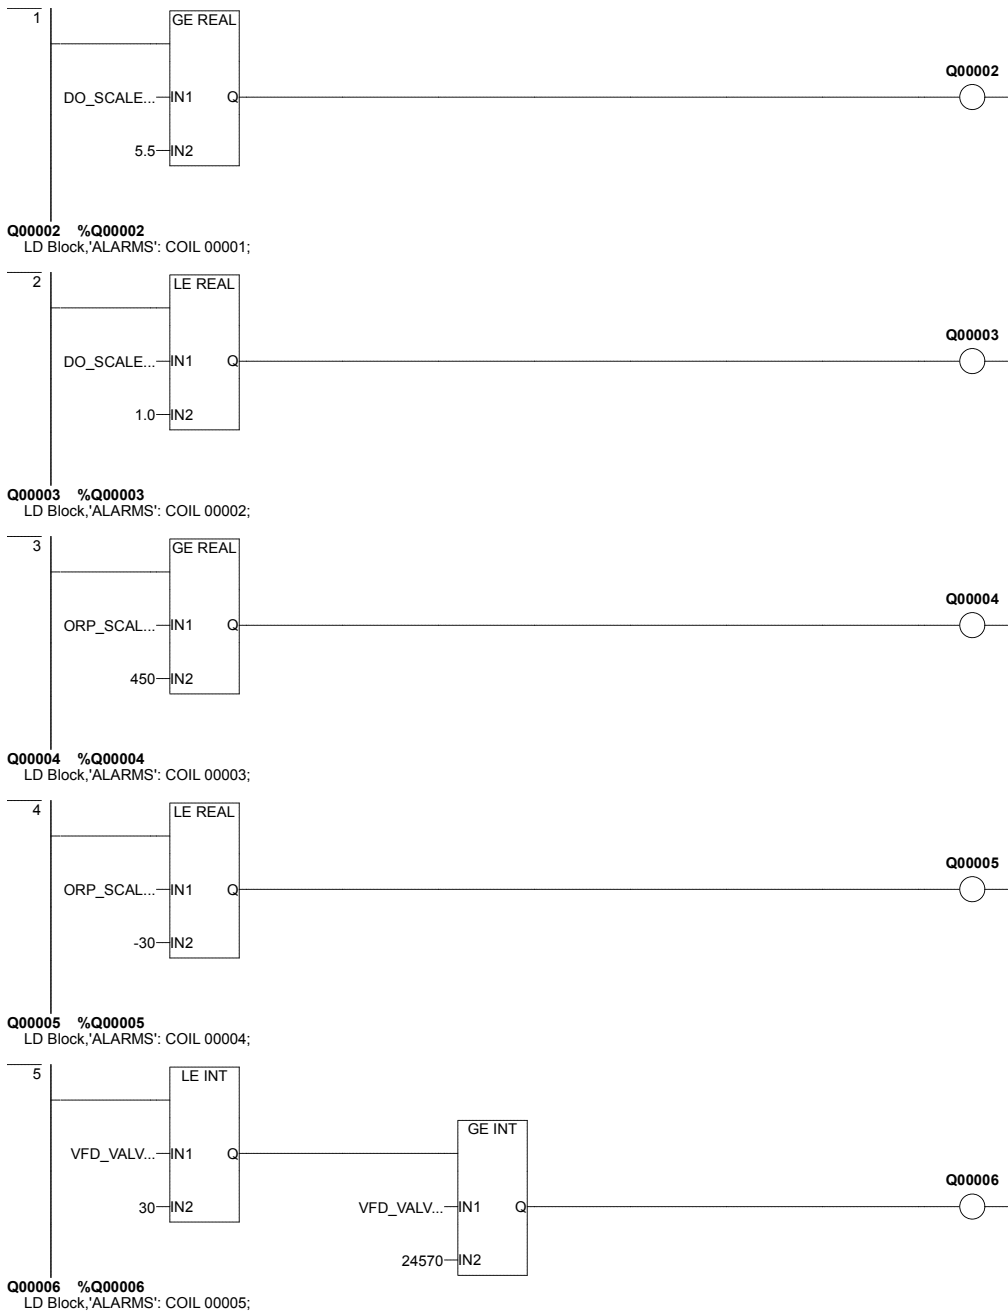 1
GE REAL
Q00002
DO_SCALE... IN1 Q
5.5 IN2
Q00002 %Q00002
LD Block,'ALARMS': COIL 00001;
2
LE REAL
Q00003
DO_SCALE... IN1 Q
1.0 IN2
Q00003 %Q00003
LD Block,'ALARMS': COIL 00002;
3
GE REAL
Q00004
ORP_SCAL... IN1 Q
450 IN2
Q00004 %Q00004
LD Block,'ALARMS': COIL 00003;
4
LE REAL
Q00005
ORP_SCAL... IN1 Q
-30 IN2
Q00005 %Q00005
LD Block,'ALARMS': COIL 00004;
5
LE INT
GE INT
VFD_VALV... IN1 Q
Q00006
30 IN2 VFD_VALV... IN1 Q
24570 IN2
Q00006 %Q00006
LD Block,'ALARMS': COIL 00005;